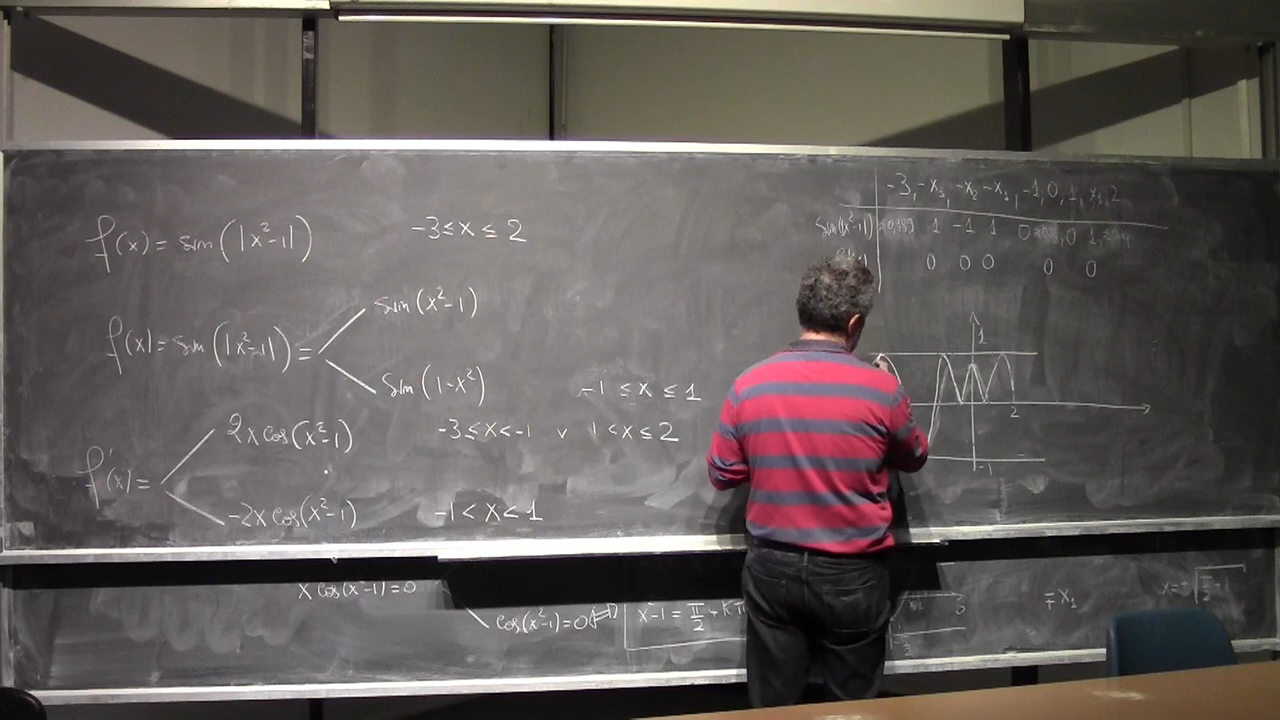 f(x) = sin(|x²-1|) -3≤x≤2
f(x) = sin(|x²-1|) =
sin(x²-1)
sin(1-x²) -1≤x≤1
f'(x) =
2x cos(x²-1) -3≤x<-1 v 1<x≤2
-2x cos(x²-1) -1<x<1
x cos(x²-1)=0
cos(x²-1)=0 ⟺ x²-1 = π/2 + kπ
-3, -x₃, -x₂ -x₁, -1, 0, 1, x₁, 2
sin(|x²-1|) 1 -1 1 0 0 1
0 0 0 0 0
1
2
-1
∓x₁